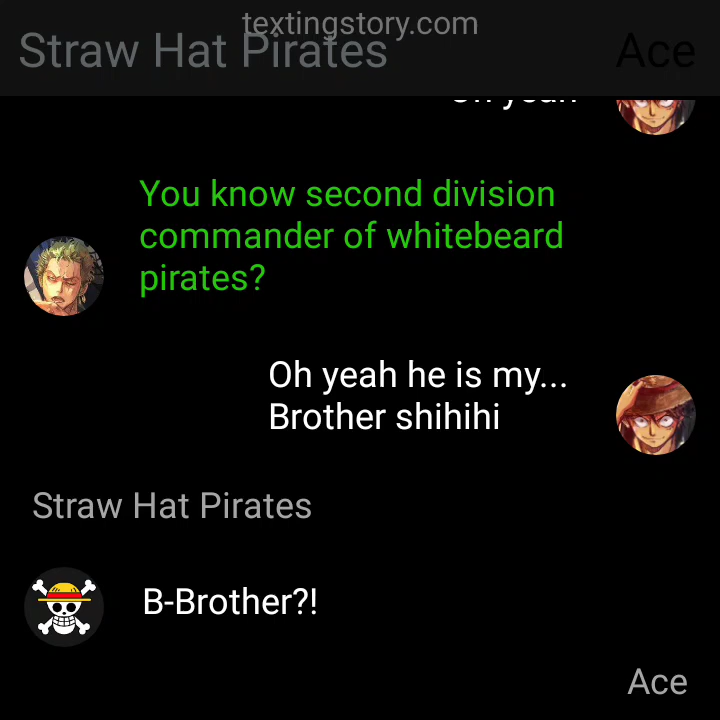 textingstory.com
Straw Hat Pirates
Ace
You know second division
commander of whitebeard
pirates?
Oh yeah he is my...
Brother shihihi
Straw Hat Pirates
B-Brother?!
Ace